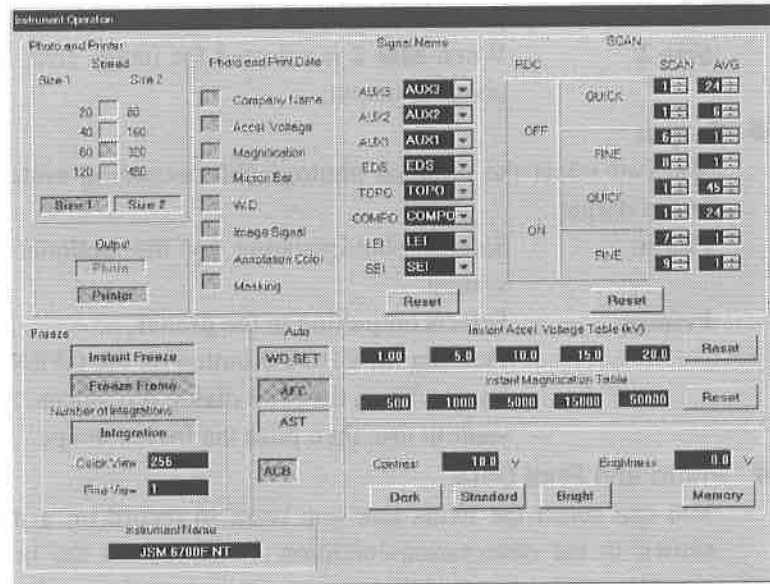 Instrument Operation
Photo and Printer
Speed
Size 1 Size 2
20 80
40 160
80 320
120 480
Size 1 Size 2
Output
Photo
Printer
Photo and Print Data
Company Name
Accel Voltage
Magnification
Micron Bar
W.D
Image Signal
Annotation Color
Masking
Signal Name
AUX3 AUX3
AUX2 AUX2
AUX1 AUX1
EDS EDS
TOPO TOPO
COMPO COMPO
LEI LEI
SEI SEI
Reset
SCAN
RDC SCAN AVG
OFF QUICK 1 24
1 6
FINE 6 1
8 1
ON QUICK 1 45
1 24
FINE 7 1
9 1
Reset
Freeze
Instant Freeze
Freeze Frame
Number of Integrations
Integration
Quick View 256
Fine View 1
Auto
WD SET
AFC
AST
ACB
Instant Accel. Voltage Table (kV)
1.00 5.0 10.0 15.0 20.0 Reset
Instant Magnification Table
500 1000 5000 15000 50000 Reset
Contrast 10.0 V Brightness 0.0 V
Dark Standard Bright Memory
Instrument Name
JSM 6700F NT